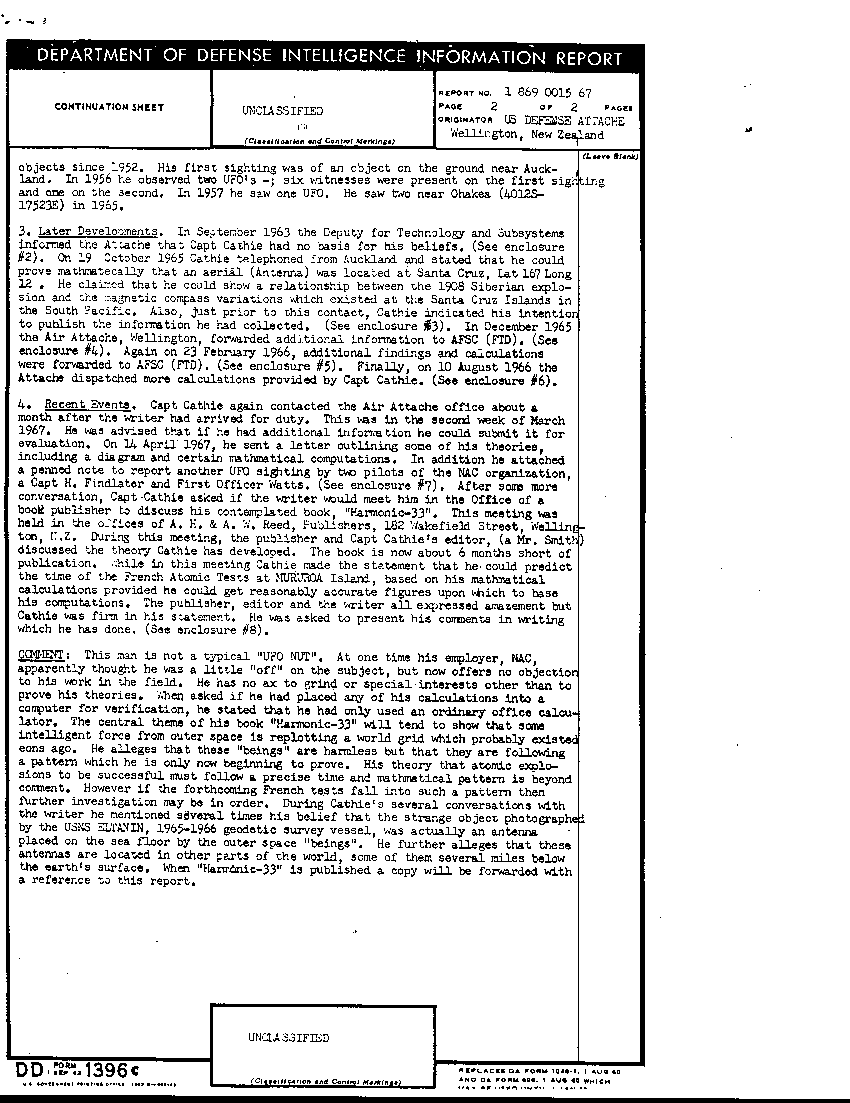 DEPARTMENT OF DEFENSE INTELLIGENCE INFORMATION REPORT
CONTINUATION SHEET
UNCLASSIFIED
(Classification and Control Markings)
REPORT NO. 1 869 0015 67
PAGE 2 OF 2 PAGES
ORIGINATOR US DEFENSE ATTACHE
Wellington, New Zealand
(Leave Blank)
objects since 1952. His first sighting was of an object on the ground near Auck-
land. In 1956 he observed two UFO's -; six witnesses were present on the first sighting
and one on the second. In 1957 he saw one UFO. He saw two near Ohakea (4012S-
17523E) in 1965.
3. Later Developments. In September 1963 the Deputy for Technology and Subsystems
informed the Attache that Capt Cathie had no basis for his beliefs. (See enclosure
#2). On 19 October 1965 Cathie telephoned from Auckland and stated that he could
prove mathmatecally that an aerial (Antenna) was located at Santa Cruz, Lat 167 Long
12 . He claimed that he could show a relationship between the 1908 Siberian explo-
sion and the magnetic compass variations which existed at the Santa Cruz Islands in
the South Pacific. Also, just prior to this contact, Cathie indicated his intention
to publish the information he had collected. (See enclosure #3). In December 1965
the Air Attache, Wellington, forwarded additional information to AFSC (FTD). (See
enclosure #4). Again on 23 February 1966, additional findings and calculations
were forwarded to AFSC (FTD). (See enclosure #5). Finally, on 10 August 1966 the
Attache dispatched more calculations provided by Capt Cathie. (See enclosure #6).
4. Recent Events. Capt Cathie again contacted the Air Attache office about a
month after the writer had arrived for duty. This was in the second week of March
1967. He was advised that if he had additional information he could submit it for
evaluation. On 14 April 1967, he sent a letter outlining some of his theories,
including a diagram and certain mathmatical computations. In addition he attached
a penned note to report another UFO sighting by two pilots of the NAC organization,
a Capt H. Findlater and First Officer Watts. (See enclosure #7). After some more
conversation, Capt Cathie asked if the writer would meet him in the Office of a
book publisher to discuss his contemplated book, "Harmonic-33". This meeting was
held in the offices of A. H. & A. W. Reed, Publishers, 182 Wakefield Street, Welling-
ton, N.Z. During this meeting, the publisher and Capt Cathie's editor, (a Mr. Smith)
discussed the theory Cathie has developed. The book is now about 6 months short of
publication. While in this meeting Cathie made the statement that he could predict
the time of the French Atomic Tests at MURUROA Island, based on his mathmatical
calculations provided he could get reasonably accurate figures upon which to base
his computations. The publisher, editor and the writer all expressed amazement but
Cathie was firm in his statement. He was asked to present his comments in writing
which he has done. (See enclosure #8).
COMMENT: This man is not a typical "UFO NUT". At one time his employer, NAC,
apparently thought he was a little "off" on the subject, but now offers no objection
to his work in the field. He has no ax to grind or special interests other than to
prove his theories. When asked if he had placed any of his calculations into a
computer for verification, he stated that he had only used an ordinary office calcu-
lator. The central theme of his book "Harmonic-33" will tend to show that some
intelligent force from outer space is replotting a world grid which probably existed
eons ago. He alleges that these "beings" are harmless but that they are following
a pattern which he is only now beginning to prove. His theory that atomic explo-
sions to be successful must follow a precise time and mathmatical pattern is beyond
comment. However if the forthcoming French tests fall into such a pattern then
further investigation may be in order. During Cathie's several conversations with
the writer he mentioned several times his belief that the strange object photographed
by the USNS ELTANIN, 1965-1966 geodetic survey vessel, was actually an antenna
placed on the sea floor by the outer space "beings". He further alleges that these
antennas are located in other parts of the world, some of them several miles below
the earth's surface. When "Harmonic-33" is published a copy will be forwarded with
a reference to this report.
UNCLASSIFIED
(Classification and Control Markings)
DD FORM 1396c
REPLACES DA FORM 1048-1, 1 AUG 60
AND DA FORM 1 AUG 60 WHICH